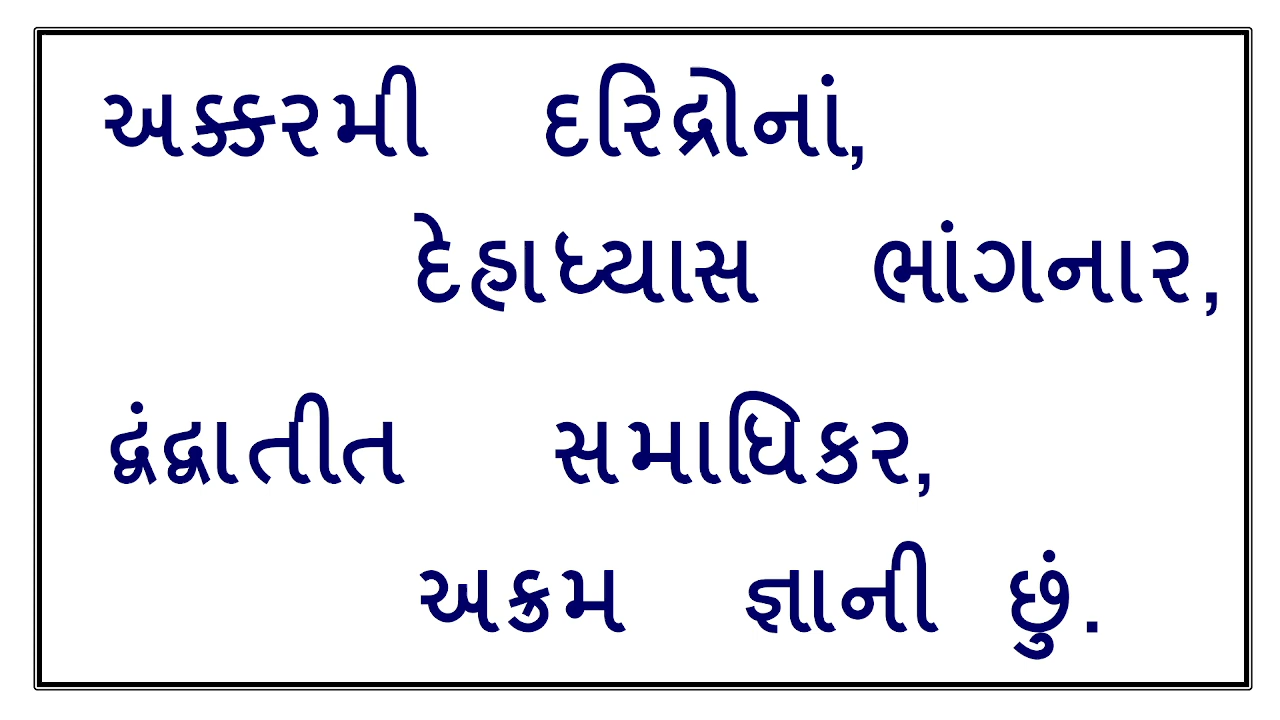 અક્કરમી દરિદ્રોનાં,
દેહાધ્યાસ ભાંગનાર,
દ્વંદ્વાતીત સમાધિકર,
અક્રમ જ્ઞાની છું.